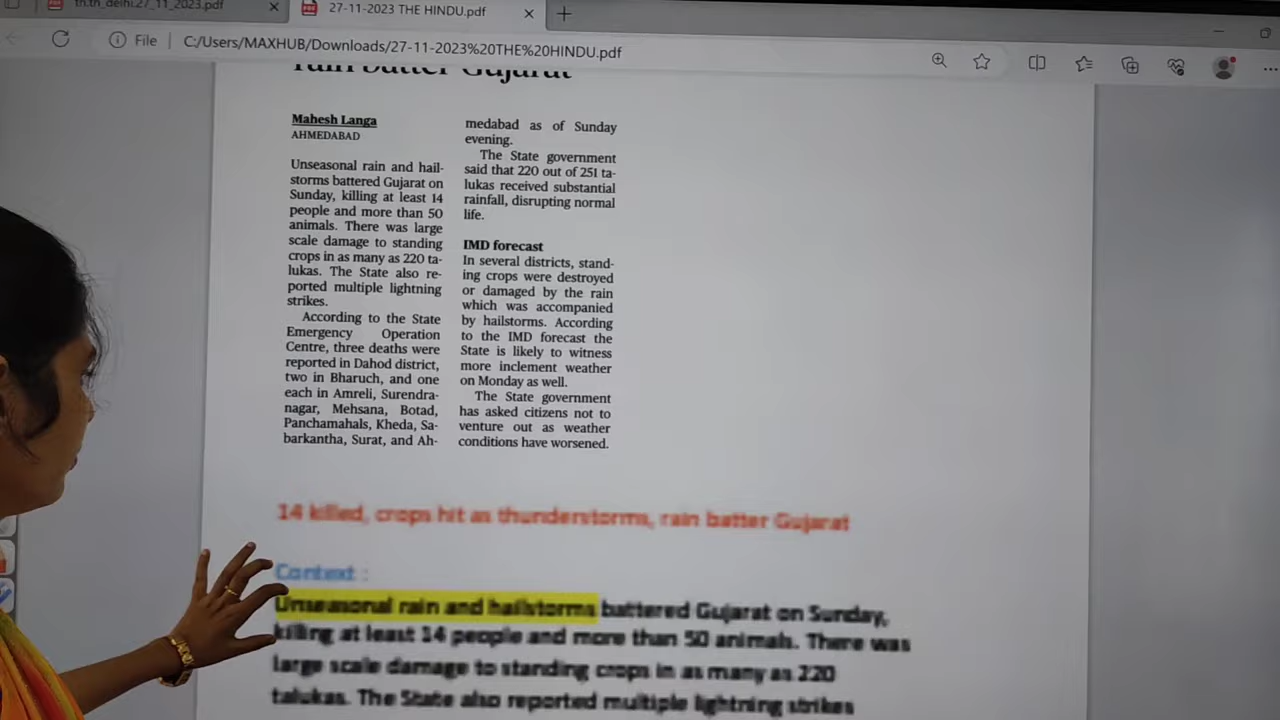 th.th_delhi.27_11_2023.pdf
27-11-2023 THE HINDU.pdf
File
C:/Users/MAXHUB/Downloads/27-11-2023%20THE%20HINDU.pdf
rain batter Gujarat
Mahesh Langa
AHMEDABAD
Unseasonal rain and hail-
storms battered Gujarat on
Sunday, killing at least 14
people and more than 50
animals. There was large
scale damage to standing
crops in as many as 220 ta-
lukas. The State also re-
ported multiple lightning
strikes.
According to the State
Emergency Operation
Centre, three deaths were
reported in Dahod district,
two in Bharuch, and one
each in Amreli, Surendra-
nagar, Mehsana, Botad,
Panchamahals, Kheda, Sa-
barkantha, Surat, and Ah-
medabad as of Sunday
evening.
The State government
said that 220 out of 251 ta-
lukas received substantial
rainfall, disrupting normal
life.
IMD forecast
In several districts, stand-
ing crops were destroyed
or damaged by the rain
which was accompanied
by hailstorms. According
to the IMD forecast the
State is likely to witness
more inclement weather
on Monday as well.
The State government
has asked citizens not to
venture out as weather
conditions have worsened.
14 killed, crops hit as thunderstorms, rain batter Gujarat
Context :
Unseasonal rain and hailstorms battered Gujarat on Sunday,
killing at least 14 people and more than 50 animals. There was
large scale damage to standing crops in as many as 220
talukas. The State also reported multiple lightning strikes